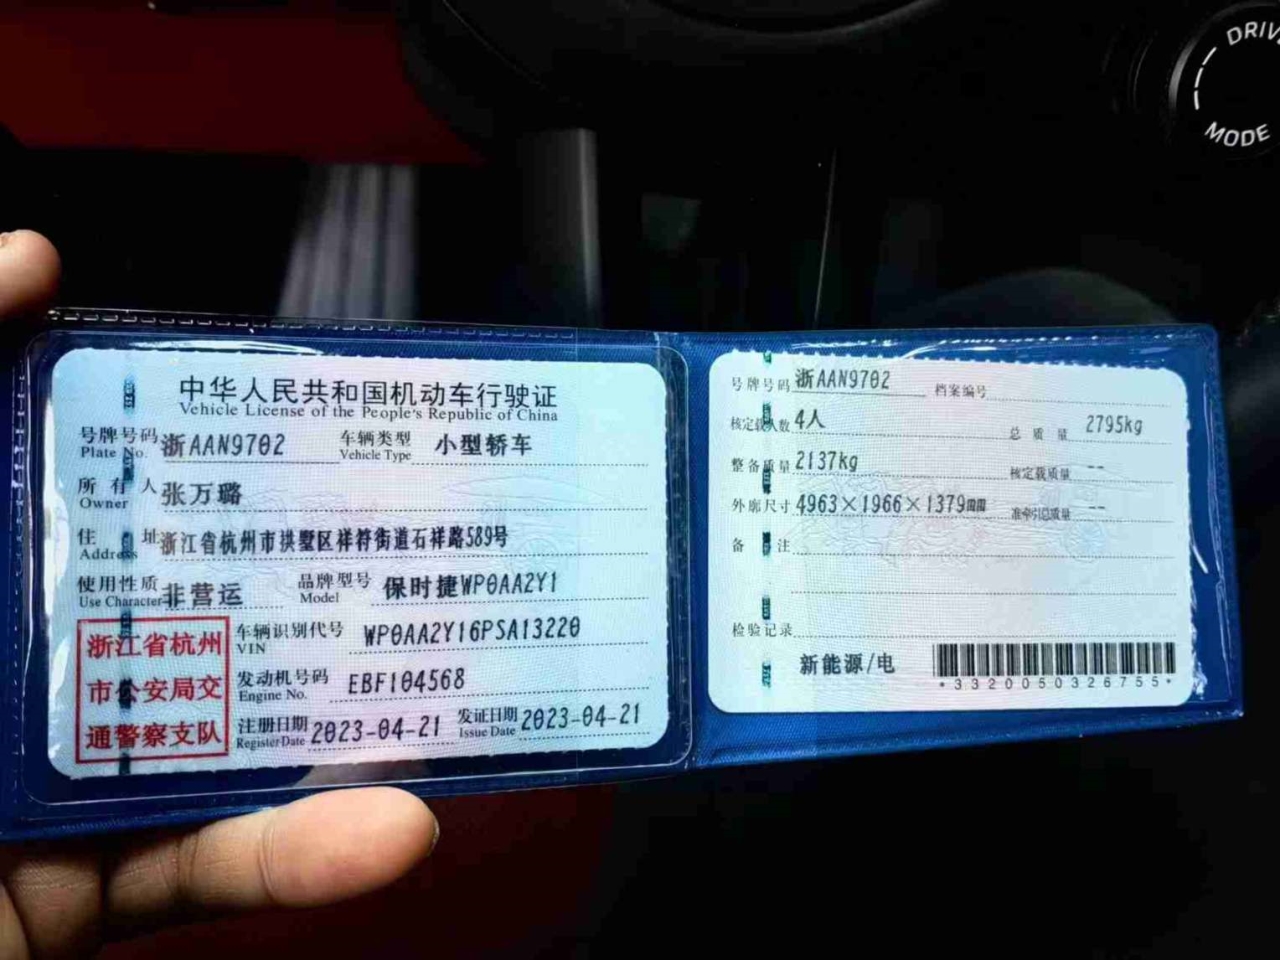 DRIV
MODE
中华人民共和国机动车行驶证
Vehicle License of the People's Republic of China
号牌号码 浙AAN9702 车辆类型 小型轿车
Plate No. Vehicle Type
所有人 张万璐
Owner
住址 浙江省杭州市拱墅区祥符街道石祥路589号
Address
使用性质 非营运 品牌型号 保时捷WP0AA2Y1
Use Character Model
浙江省杭州
市公安局交
通警察支队
车辆识别代号 WP0AA2Y16PSA13220
VIN
发动机号码 EBF104568
Engine No.
注册日期 2023-04-21 发证日期 2023-04-21
Register Date Issue Date
号牌号码 浙AAN9702 档案编号
核定载人数 4人 总质量 2795kg
整备质量 2137kg 核定载质量 --
外廓尺寸 4963×1966×1379mm 准牵引总质量 --
备注
检验记录
新能源/电
*3320050326755*